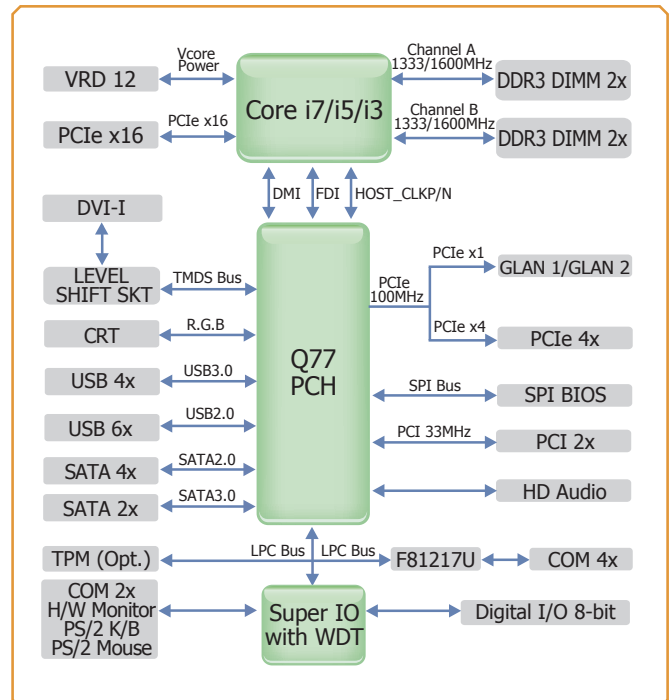 Vcore
Power
VRD 12
Core i7/i5/i3
Channel A
1333/1600MHz
DDR3 DIMM 2x
PCIe x16
PCIe x16
Channel B
1333/1600MHz
DDR3 DIMM 2x
DMI
FDI
HOST_CLKP/N
DVI-I
LEVEL
SHIFT SKT
TMDS Bus
CRT
R.G.B
USB 4x
USB3.0
USB 6x
USB2.0
SATA 4x
SATA2.0
SATA 2x
SATA3.0
Q77
PCH
PCIe
100MHz
PCIe x1
GLAN 1/GLAN 2
PCIe x4
PCIe 4x
SPI Bus
SPI BIOS
PCI 33MHz
PCI 2x
HD Audio
TPM (Opt.)
LPC Bus
LPC Bus
F81217U
COM 4x
COM 2x
H/W Monitor
PS/2 K/B
PS/2 Mouse
Super IO
with WDT
Digital I/O 8-bit